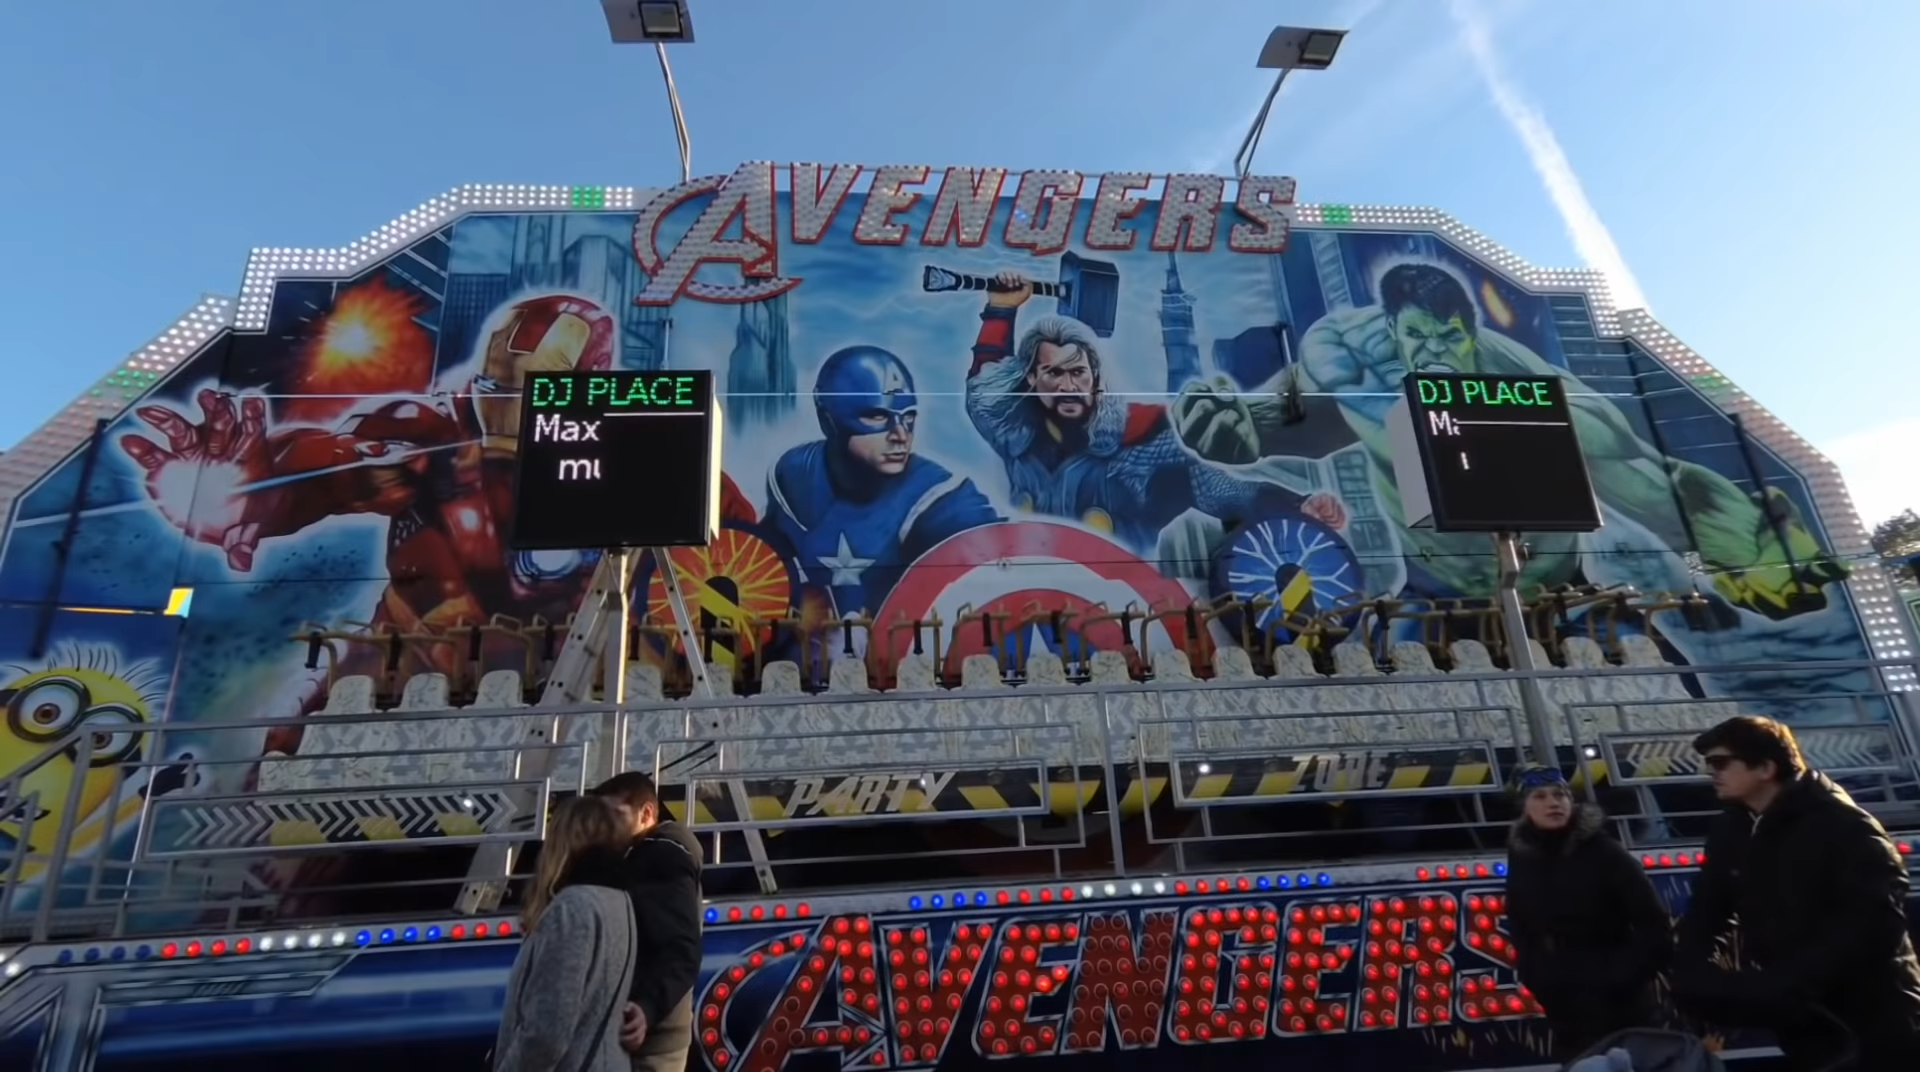 AVENGERS
DJ PLACE
Max
DJ PLACE
PARTY ZONE
AVENGERS